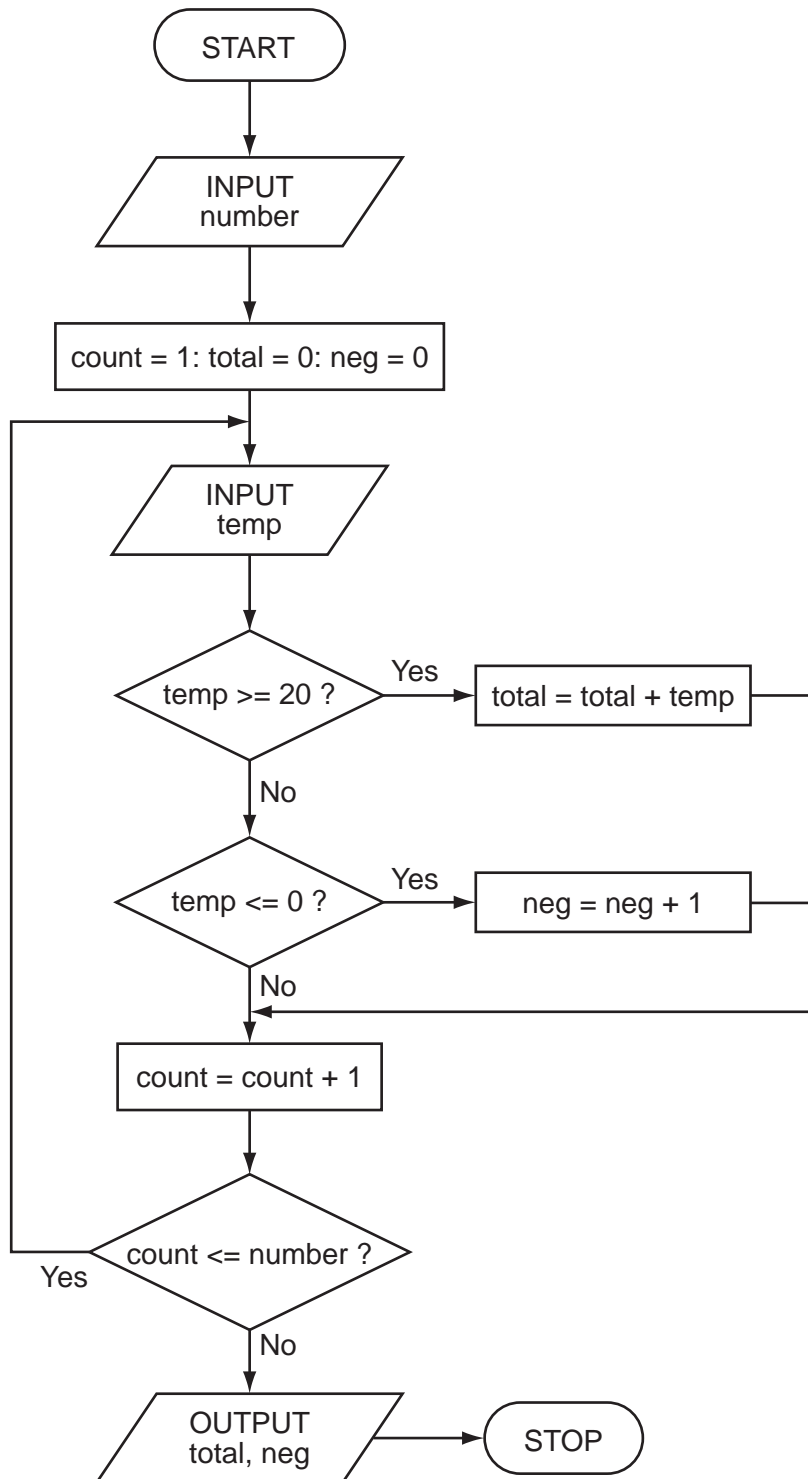 START
INPUT
number
count = 1: total = 0: neg = 0
INPUT
temp
temp >= 20 ?
Yes
total = total + temp
No
temp <= 0 ?
Yes
neg = neg + 1
No
count = count + 1
count <= number ?
Yes
No
OUTPUT
total, neg
STOP